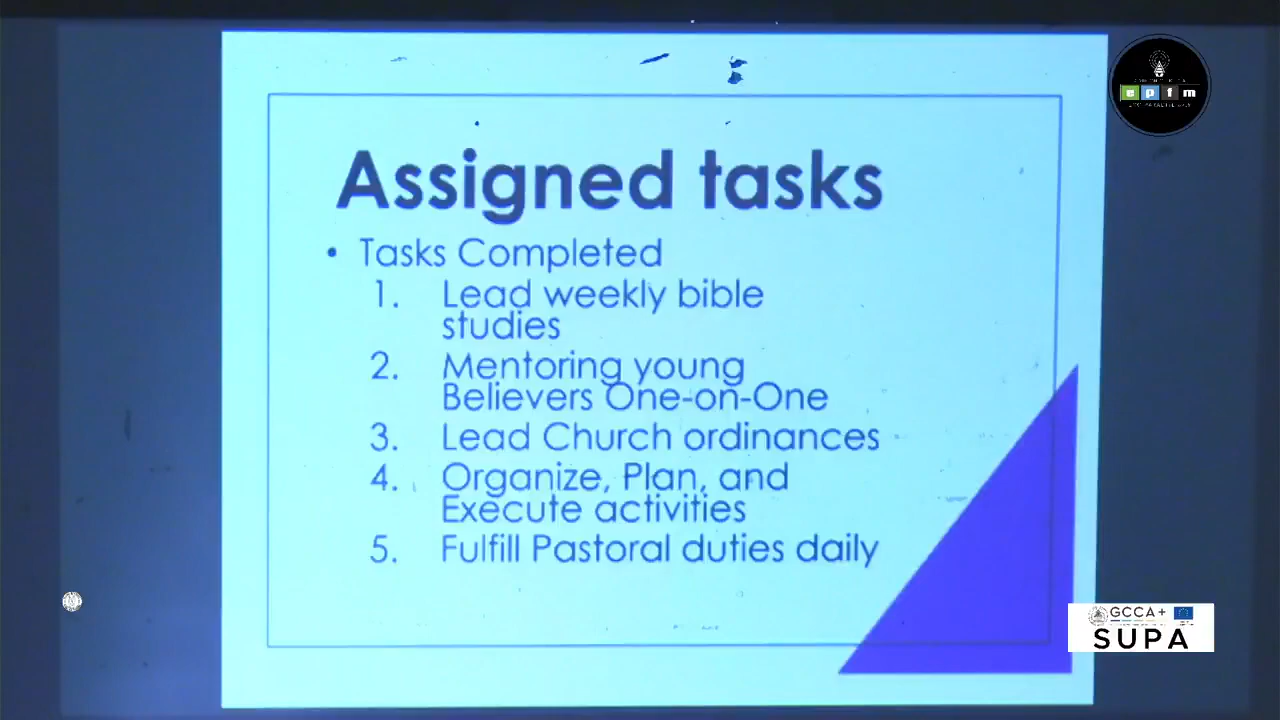 epfm
Assigned tasks
• Tasks Completed
1. Lead weekly bible
studies
2. Mentoring young
Believers One-on-One
3. Lead Church ordinances
4. Organize, Plan, and
Execute activities
5. Fulfill Pastoral duties daily
GCCA+
SUPA